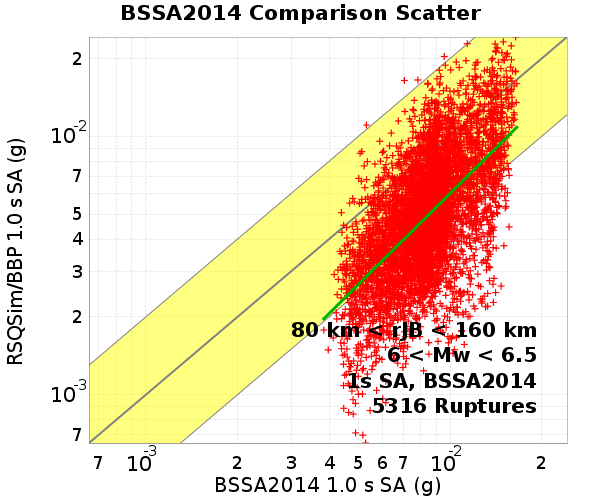 BSSA2014 Comparison Scatter
RSQSim/BBP 1.0 s SA (g)
2
10-2
7
5
4
3
2
10-3
7
80 km < rJB < 160 km
6 < Mw < 6.5
1s SA, BSSA2014
5316 Ruptures
7 10-3 2 3 4 5 6 7 10-2 2
BSSA2014 1.0 s SA (g)